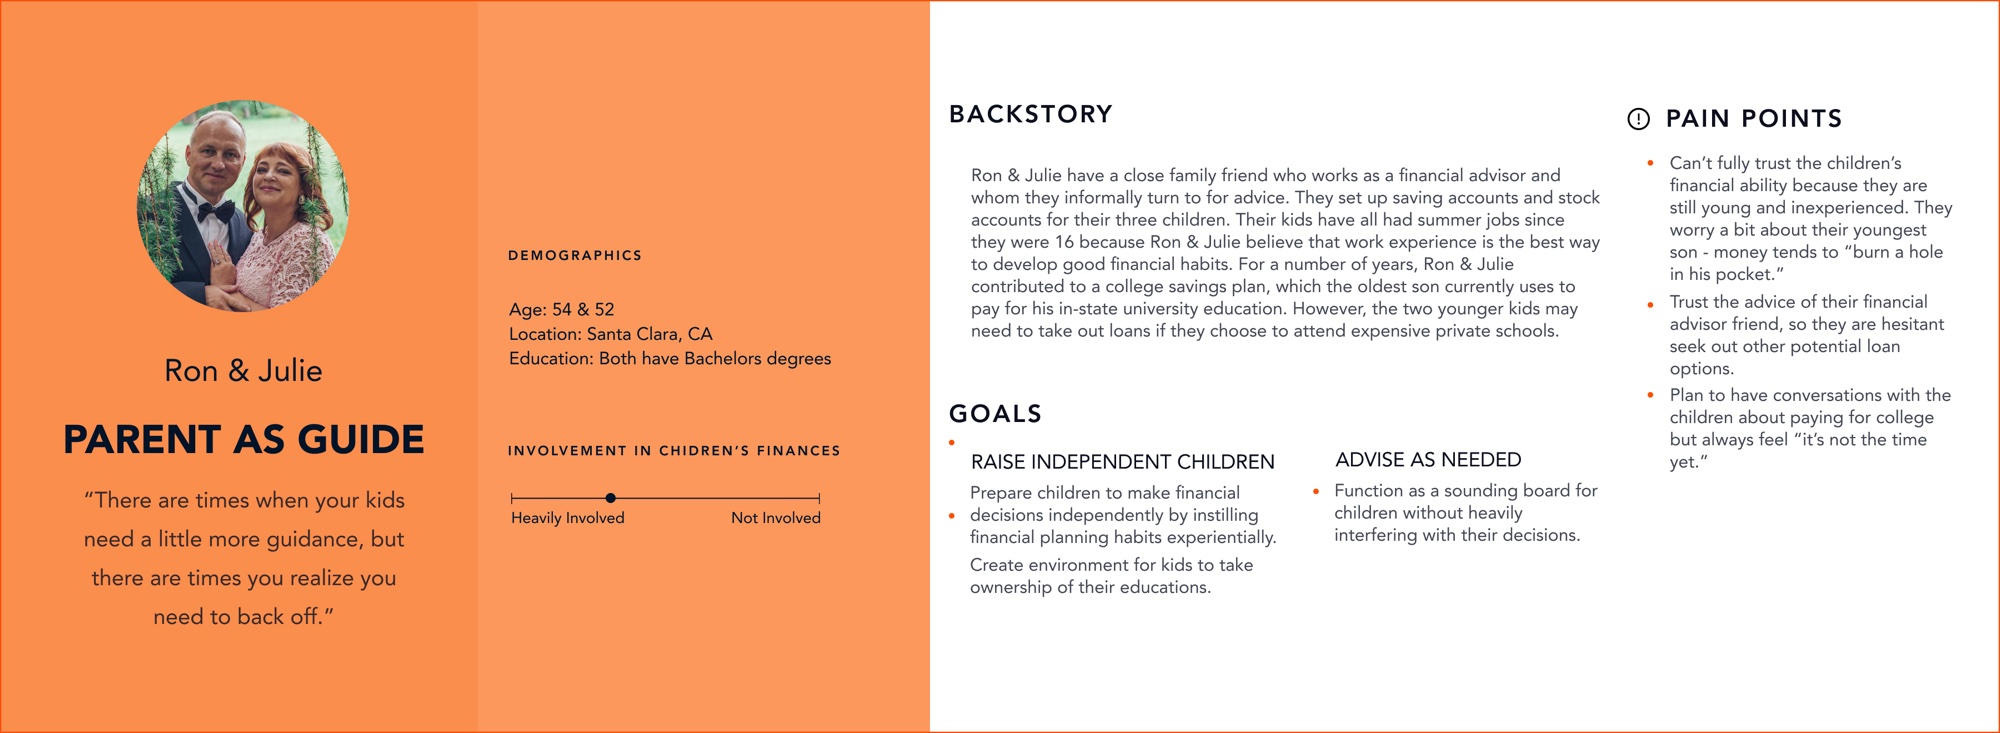 Ron & Julie
PARENT AS GUIDE
“There are times when your kids
need a little more guidance, but
there are times you realize you
need to back off.”
DEMOGRAPHICS
Age: 54 & 52
Location: Santa Clara, CA
Education: Both have Bachelors degrees
INVOLVEMENT IN CHIDREN’S FINANCES
Heavily Involved
Not Involved
BACKSTORY
Ron & Julie have a close family friend who works as a financial advisor and
whom they informally turn to for advice. They set up saving accounts and stock
accounts for their three children. Their kids have all had summer jobs since
they were 16 because Ron & Julie believe that work experience is the best way
to develop good financial habits. For a number of years, Ron & Julie
contributed to a college savings plan, which the oldest son currently uses to
pay for his in-state university education. However, the two younger kids may
need to take out loans if they choose to attend expensive private schools.
GOALS
RAISE INDEPENDENT CHILDREN
Prepare children to make financial
decisions independently by instilling
financial planning habits experientially.
Create environment for kids to take
ownership of their educations.
ADVISE AS NEEDED
Function as a sounding board for
children without heavily
interfering with their decisions.
PAIN POINTS
Can’t fully trust the children’s
financial ability because they are
still young and inexperienced. They
worry a bit about their youngest
son - money tends to “burn a hole
in his pocket.”
Trust the advice of their financial
advisor friend, so they are hesitant
seek out other potential loan
options.
Plan to have conversations with the
children about paying for college
but always feel “it’s not the time
yet.”